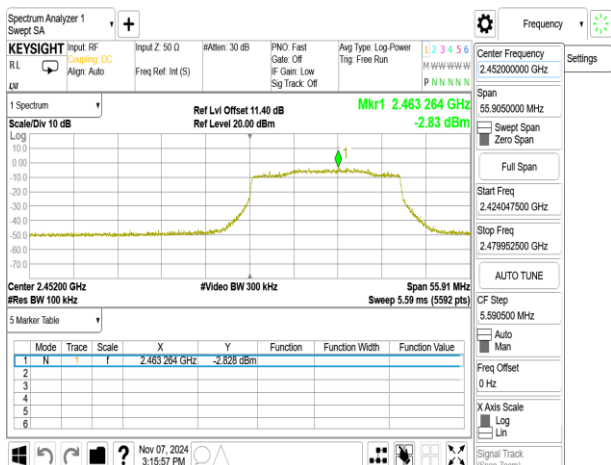 Spectrum Analyzer 1
Swept SA
Frequency
KEYSIGHT
RL
LXI
Input: RF
Coupling: DC
Align: Auto
Input Z: 50 Ω
Freq Ref: Int (S)
#Atten: 30 dB
PNO: Fast
Gate: Off
IF Gain: Low
Sig Track: Off
Avg Type: Log-Power
Trig: Free Run
1 2 3 4 5 6
M W W W W W
P N N N N N
1 Spectrum
Scale/Div 10 dB
Ref Lvl Offset 11.40 dB
Ref Level 20.00 dBm
Mkr1 2.463 264 GHz
-2.83 dBm
Log
10.0
0.00
-10.0
-20.0
-30.0
-40.0
-50.0
-60.0
-70.0
1
Center 2.45200 GHz
#Res BW 100 kHz
#Video BW 300 kHz
Span 55.91 MHz
Sweep 5.59 ms (5592 pts)
5 Marker Table
Mode Trace Scale X Y Function Function Width Function Value
1 N 1 f 2.463 264 GHz -2.828 dBm
2
3
4
5
6
Nov 07, 2024
3:15:57 PM
Center Frequency
2.452000000 GHz
Settings
Span
55.9050000 MHz
Swept Span
Zero Span
Full Span
Start Freq
2.424047500 GHz
Stop Freq
2.479952500 GHz
AUTO TUNE
CF Step
5.590500 MHz
Auto
Man
Freq Offset
0 Hz
X Axis Scale
Log
Lin
Signal Track
(Span Zoom)